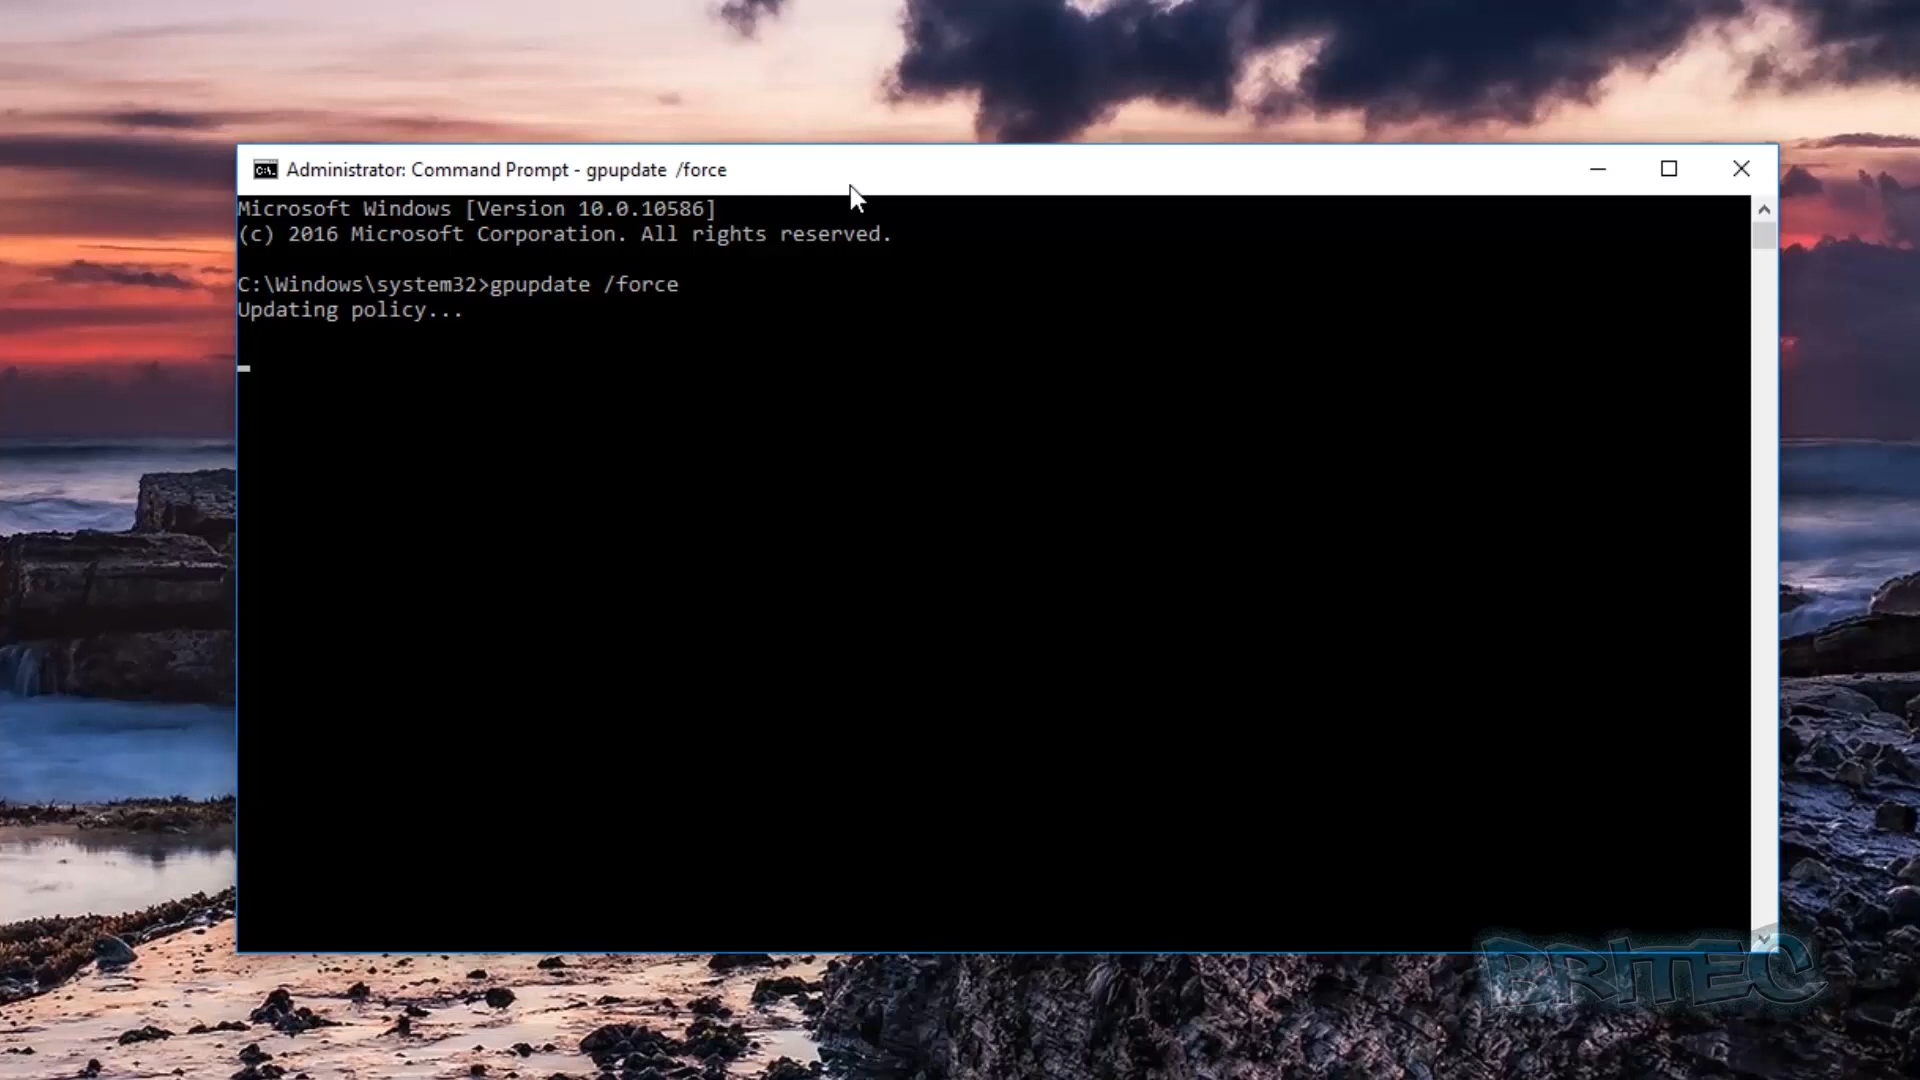 Administrator: Command Prompt - gpupdate /force
Microsoft Windows [Version 10.0.10586]
(c) 2016 Microsoft Corporation. All rights reserved.
C:\Windows\system32>gpupdate /force
Updating policy...
BRITEC